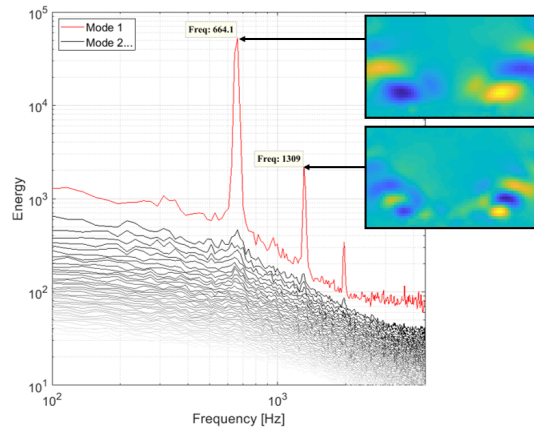 10^5
Mode 1
Mode 2...
Freq: 664.1
10^4
Freq: 1309
10^3
10^2
10^1
Energy
10^2
10^3
Frequency [Hz]